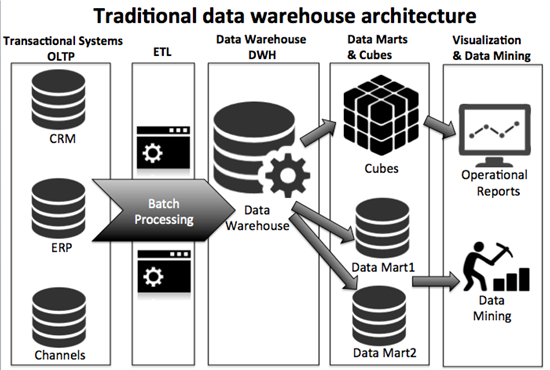 Traditional data warehouse architecture
Transactional Systems
OLTP
ETL
Data Warehouse
DWH
Data Marts
& Cubes
Visualization
& Data Mining
CRM
ERP
Channels
Batch
Processing
Data
Warehouse
Cubes
Data Mart1
Data Mart2
Operational
Reports
Data
Mining